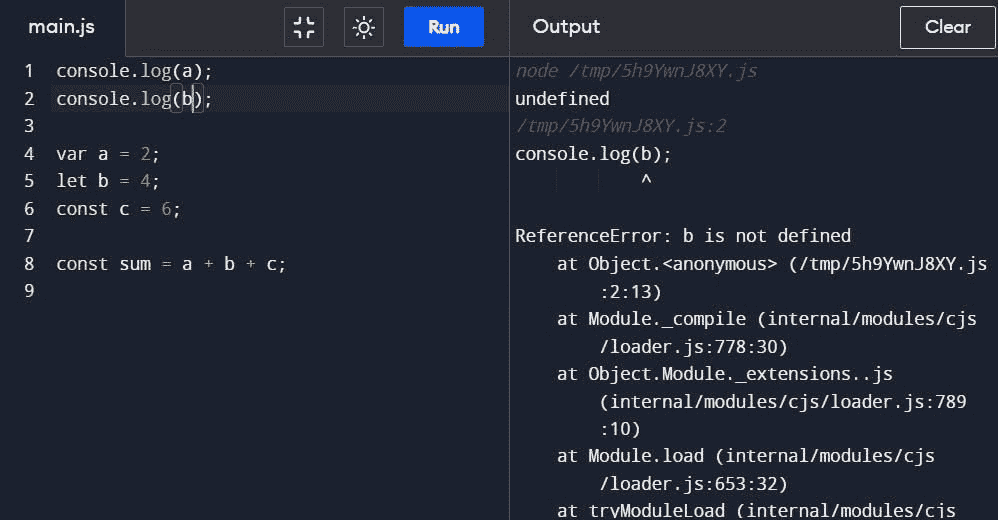 main.js
Run
Output
Clear
1 console.log(a);
2 console.log(b);
3
4 var a = 2;
5 let b = 4;
6 const c = 6;
7
8 const sum = a + b + c;
9
node /tmp/5h9YwnJ8XY.js
undefined
/tmp/5h9YwnJ8XY.js:2
console.log(b);
^
ReferenceError: b is not defined
at Object.<anonymous> (/tmp/5h9YwnJ8XY.js
:2:13)
at Module._compile (internal/modules/cjs
/loader.js:778:30)
at Object.Module._extensions..js
(internal/modules/cjs/loader.js:789
:10)
at Module.load (internal/modules/cjs
/loader.js:653:32)
at tryModuleLoad (internal/modules/cjs